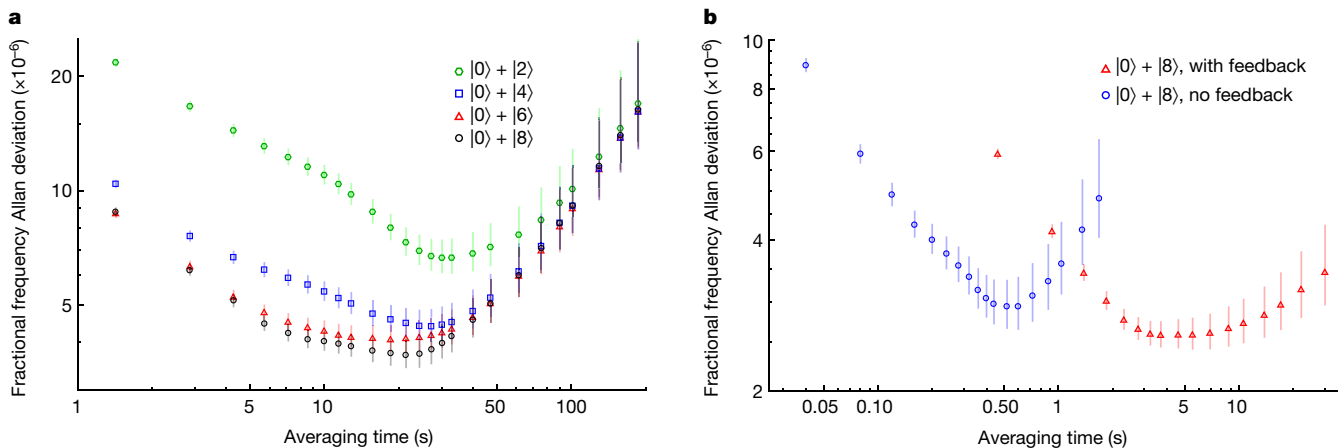 a
Fractional frequency Allan deviation (×10⁻⁶)
20
10
5
1
5
10
50
100
Averaging time (s)
|0⟩ + |2⟩
|0⟩ + |4⟩
|0⟩ + |6⟩
|0⟩ + |8⟩
b
Fractional frequency Allan deviation (×10⁻⁶)
10
8
6
4
2
0.05
0.10
0.50
1
5
10
Averaging time (s)
|0⟩ + |8⟩, with feedback
|0⟩ + |8⟩, no feedback